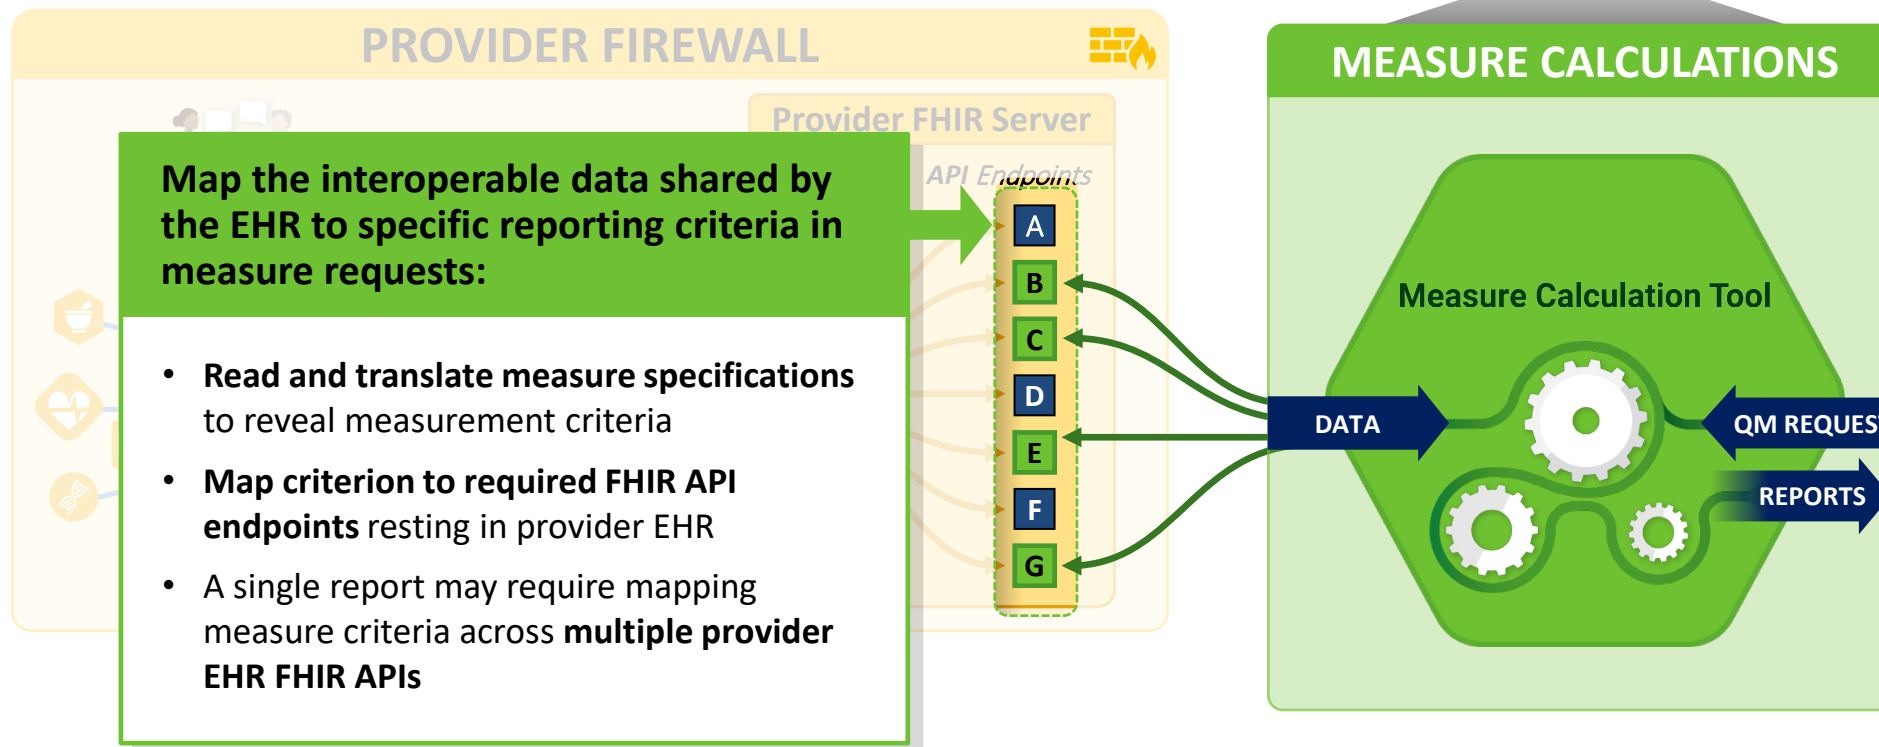 PROVIDER FIREWALL
Provider FHIR Server
API Endpoints
Map the interoperable data shared by
the EHR to specific reporting criteria in
measure requests:
• Read and translate measure specifications
to reveal measurement criteria
• Map criterion to required FHIR API
endpoints resting in provider EHR
• A single report may require mapping
measure criteria across multiple provider
EHR FHIR APIs
A
B
C
D
E
F
G
MEASURE CALCULATIONS
Measure Calculation Tool
DATA
QM REQUEST
REPORTS